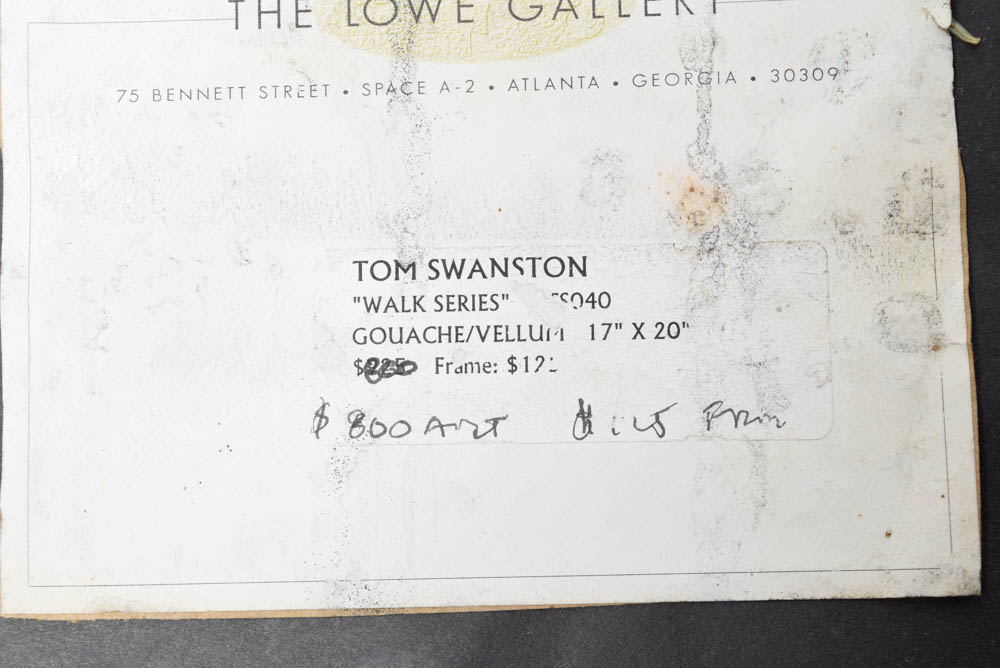 THE LOWE GALLERY
75 BENNETT STREET • SPACE A-2 • ATLANTA • GEORGIA • 30309
TOM SWANSTON
"WALK SERIES" TS040
GOUACHE/VELLUM 17" X 20"
Frame:
$800 ART